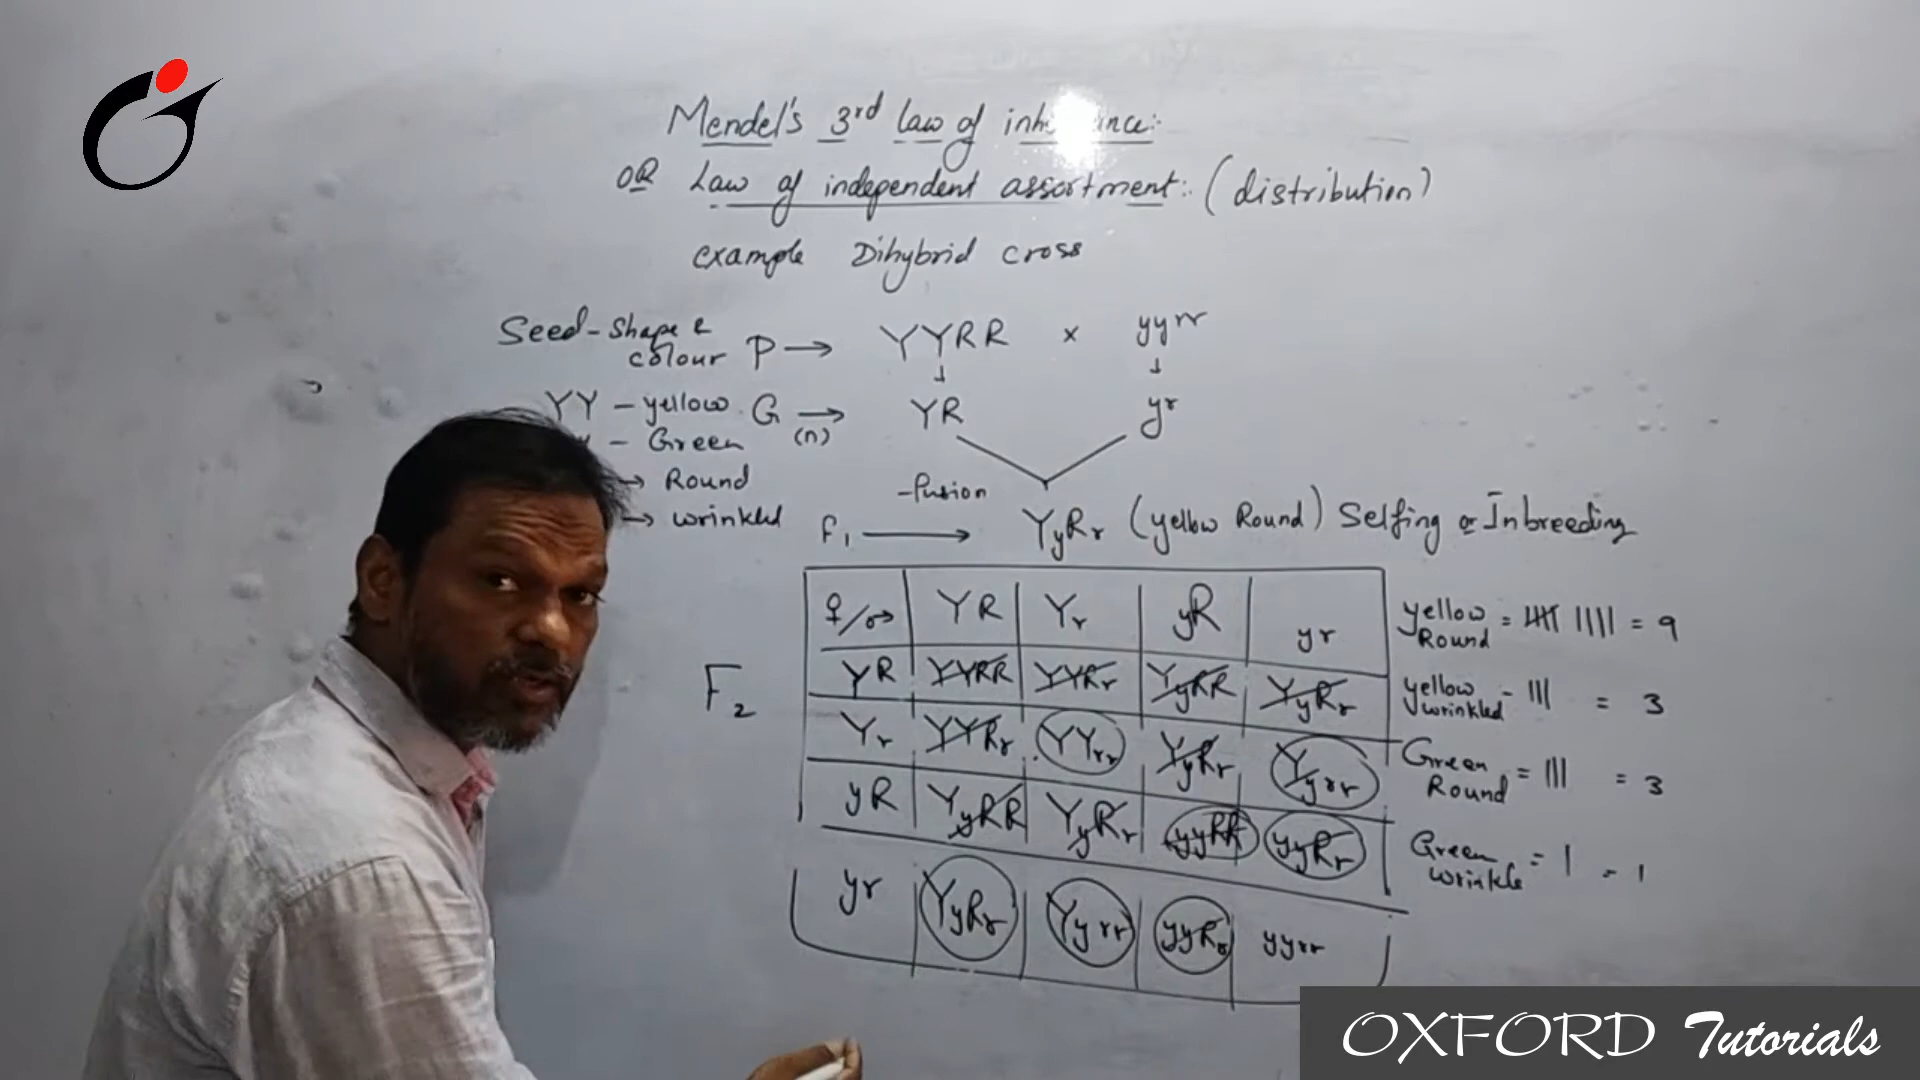 Mendel's 3rd law of
OR Law of independent assortment:- (distribution)
example Dihybrid cross
Seed-Shape &
colour P → YYRR × yyrr
YY - yellow G → YR yr
(n)
- Green
→ Round
→ wrinkled
fusion
F1 → YyRr (yellow Round) Selfing or Inbreeding
♀/♂ YR Yr yR yr
F2
YR YYRR YYRr YyRR YyRr
Yr YYRr YYrr YyRr Yyrr
yR YyRR YyRr yyRR yyRr
yr YyRr Yyrr yyRr yyrr
yellow Round = |||| |||| = 9
yellow wrinkled - ||| = 3
Green Round = ||| = 3
Green wrinkle = | - 1
OXFORD Tutorials